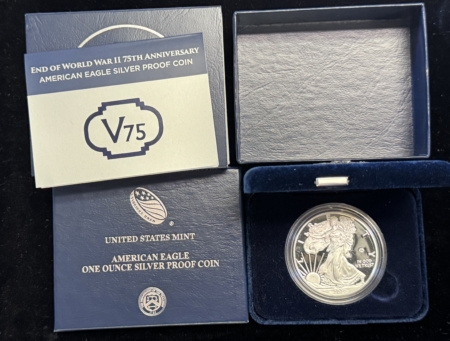 END OF WORLD WAR II 75TH ANNIVERSARY
AMERICAN EAGLE SILVER PROOF COIN
V75
UNITED STATES MINT
AMERICAN EAGLE
ONE OUNCE SILVER PROOF COIN